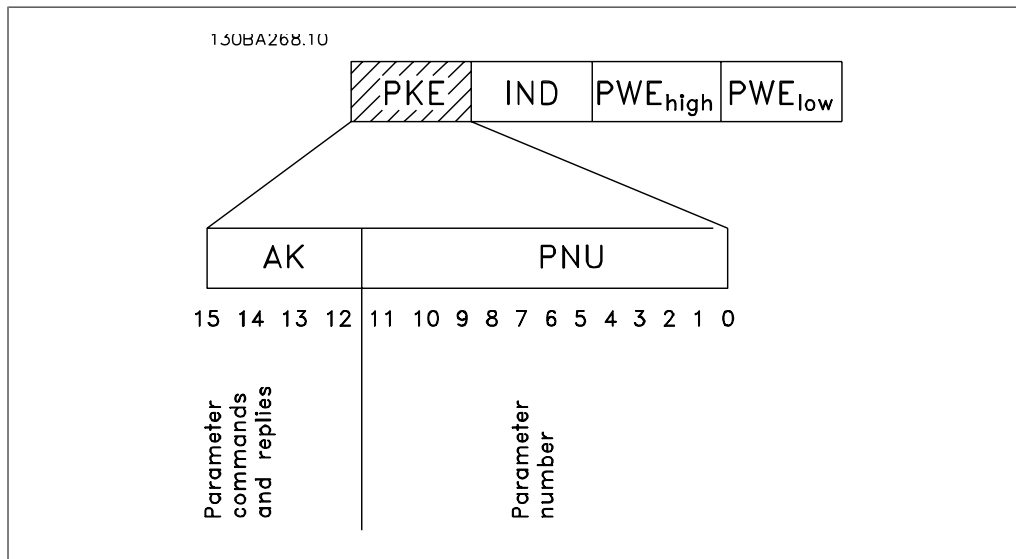 130BA268.10
PKE IND PWEhigh PWElow
AK PNU
15 14 13 12 11 10 9 8 7 6 5 4 3 2 1 0
Parameter
commands
and replies
Parameter
number